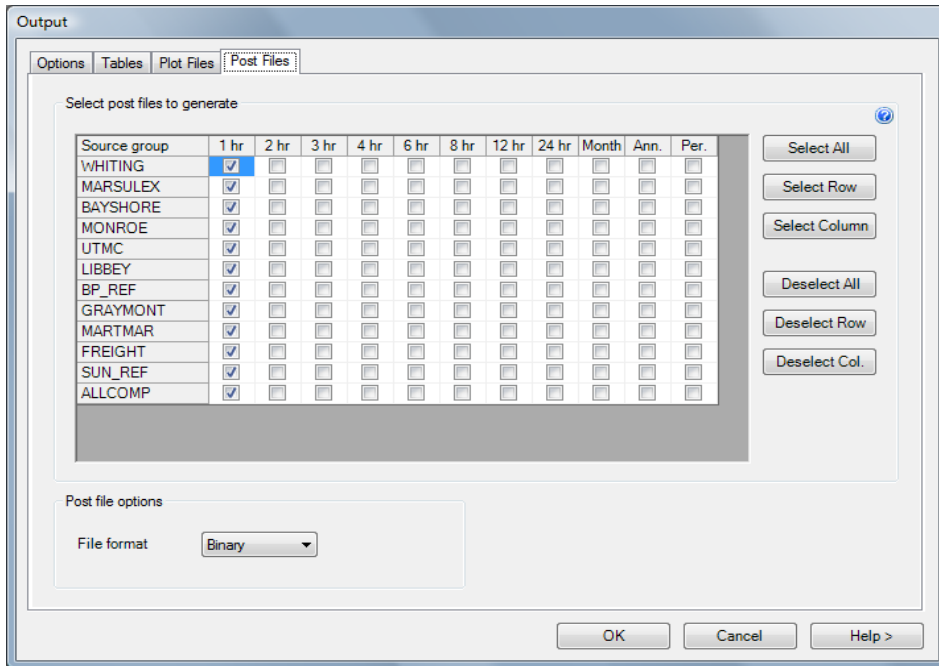 Output
Options Tables Plot Files Post Files
Select post files to generate
?
Source group 1 hr 2 hr 3 hr 4 hr 6 hr 8 hr 12 hr 24 hr Month Ann. Per.
WHITING
MARSULEX
BAYSHORE
MONROE
UTMC
LIBBEY
BP_REF
GRAYMONT
MARTMAR
FREIGHT
SUN_REF
ALLCOMP
Select All
Select Row
Select Column
Deselect All
Deselect Row
Deselect Col.
Post file options
File format Binary
OK Cancel Help >